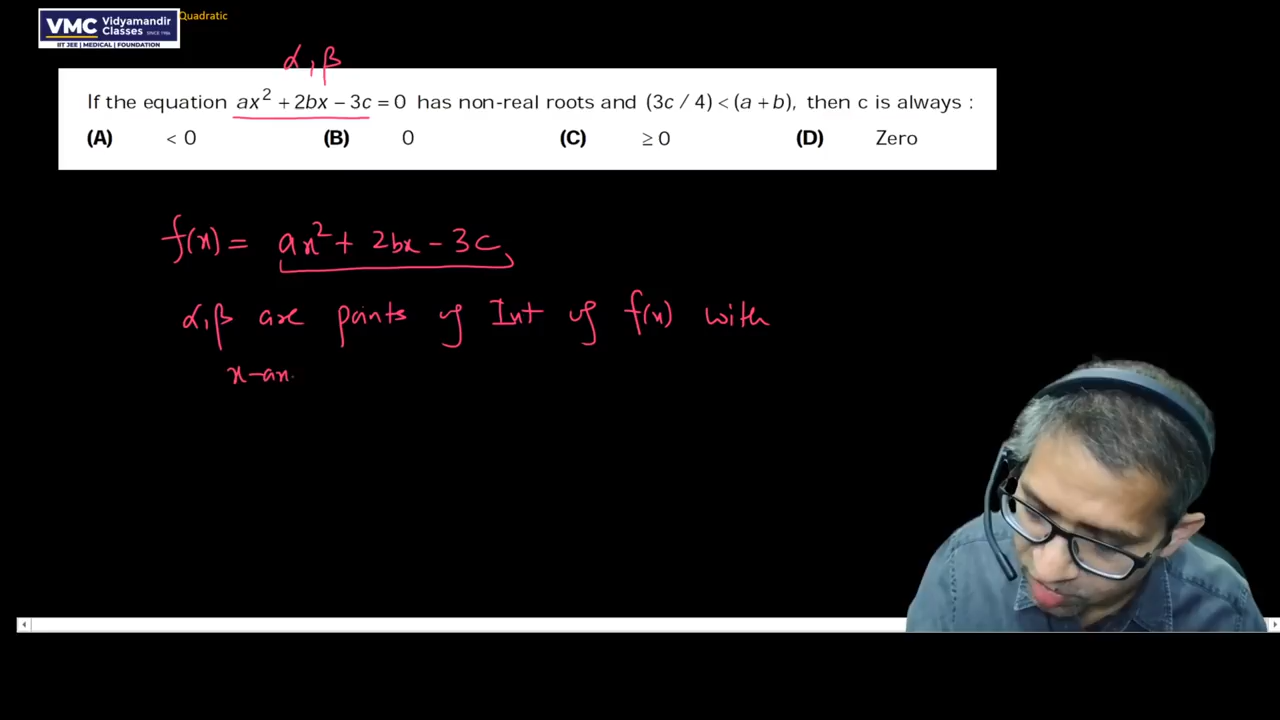 VMC Vidyamandir Classes SINCE 1986
IIT JEE | MEDICAL | FOUNDATION
Quadratic
α, β
If the equation ax² + 2bx − 3c = 0 has non-real roots and (3c / 4) < (a + b), then c is always :
(A) < 0 (B) 0 (C) ≥ 0 (D) Zero
f(x) = ax² + 2bx − 3c
α, β are points of Int of f(x) with
x-ax